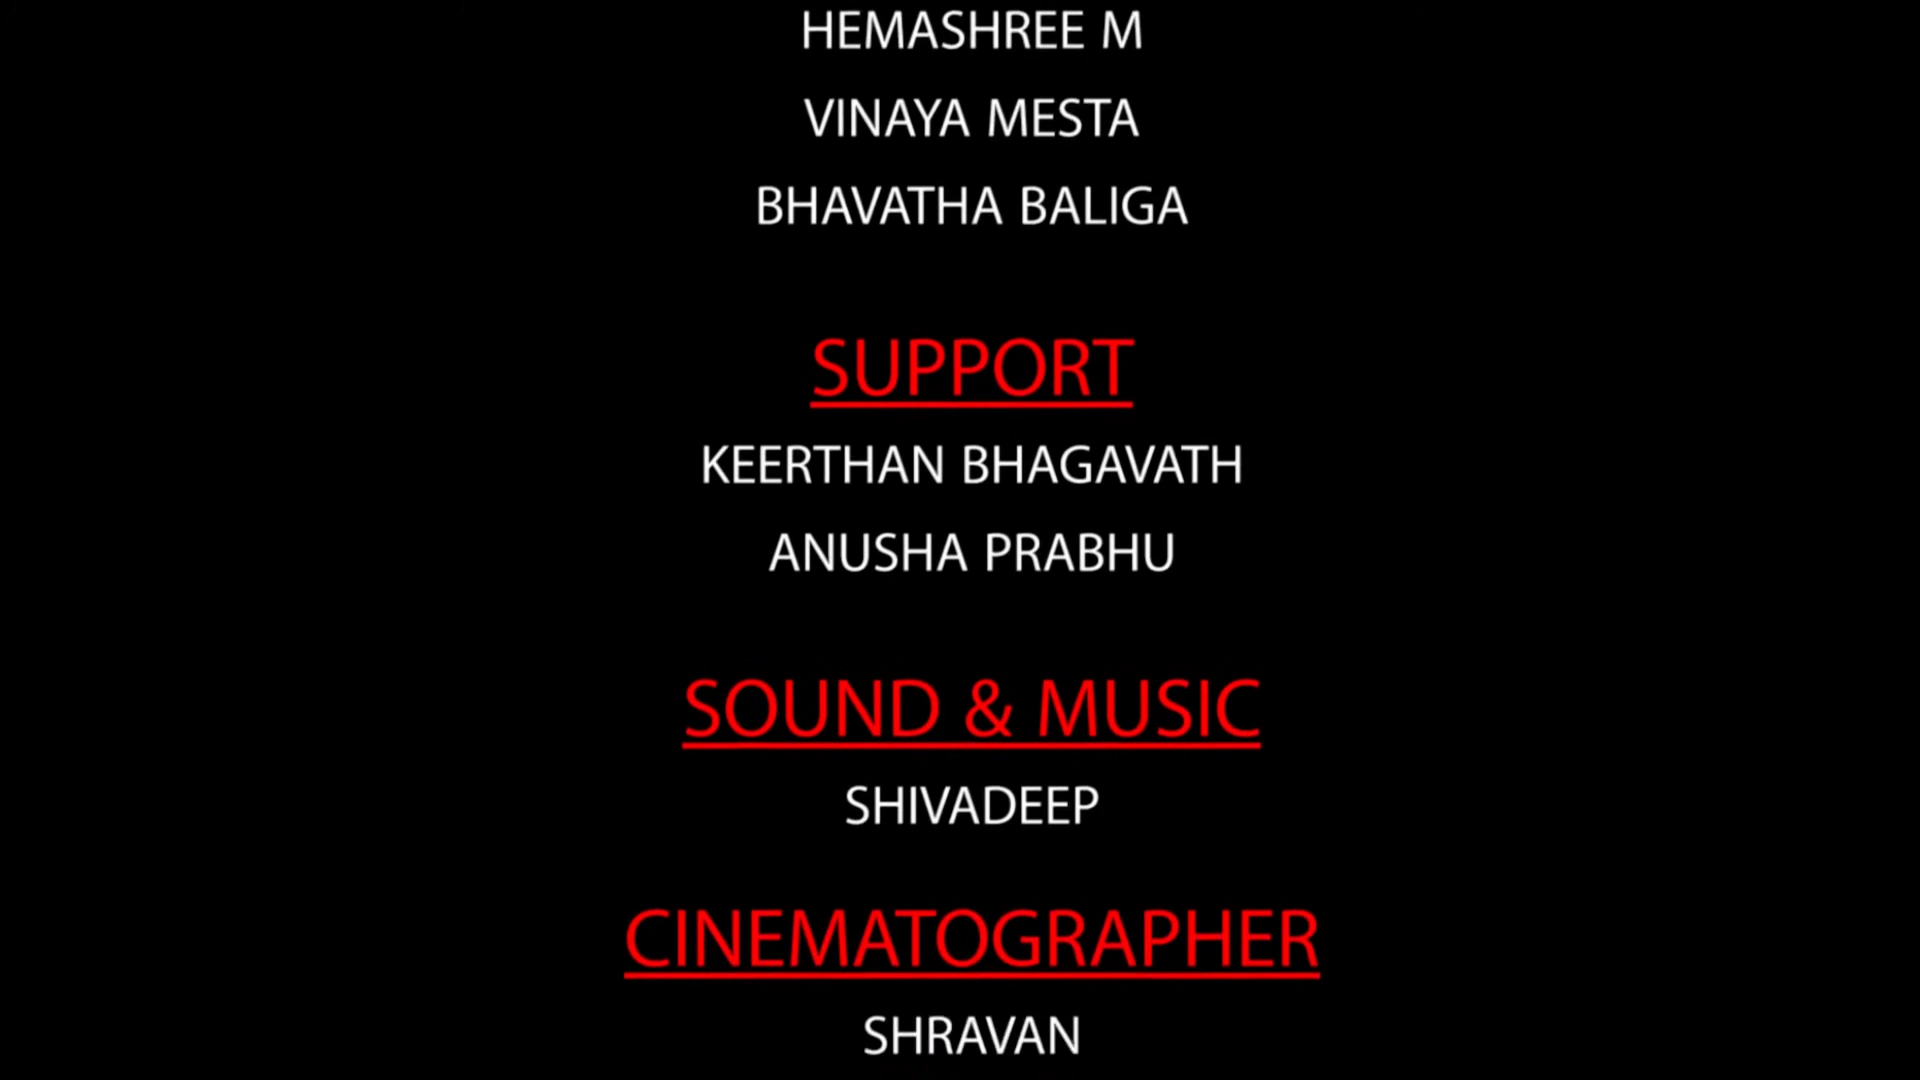 HEMASHREE M
VINAYA MESTA
BHAVATHA BALIGA
SUPPORT
KEERTHAN BHAGAVATH
ANUSHA PRABHU
SOUND & MUSIC
SHIVADEEP
CINEMATOGRAPHER
SHRAVAN